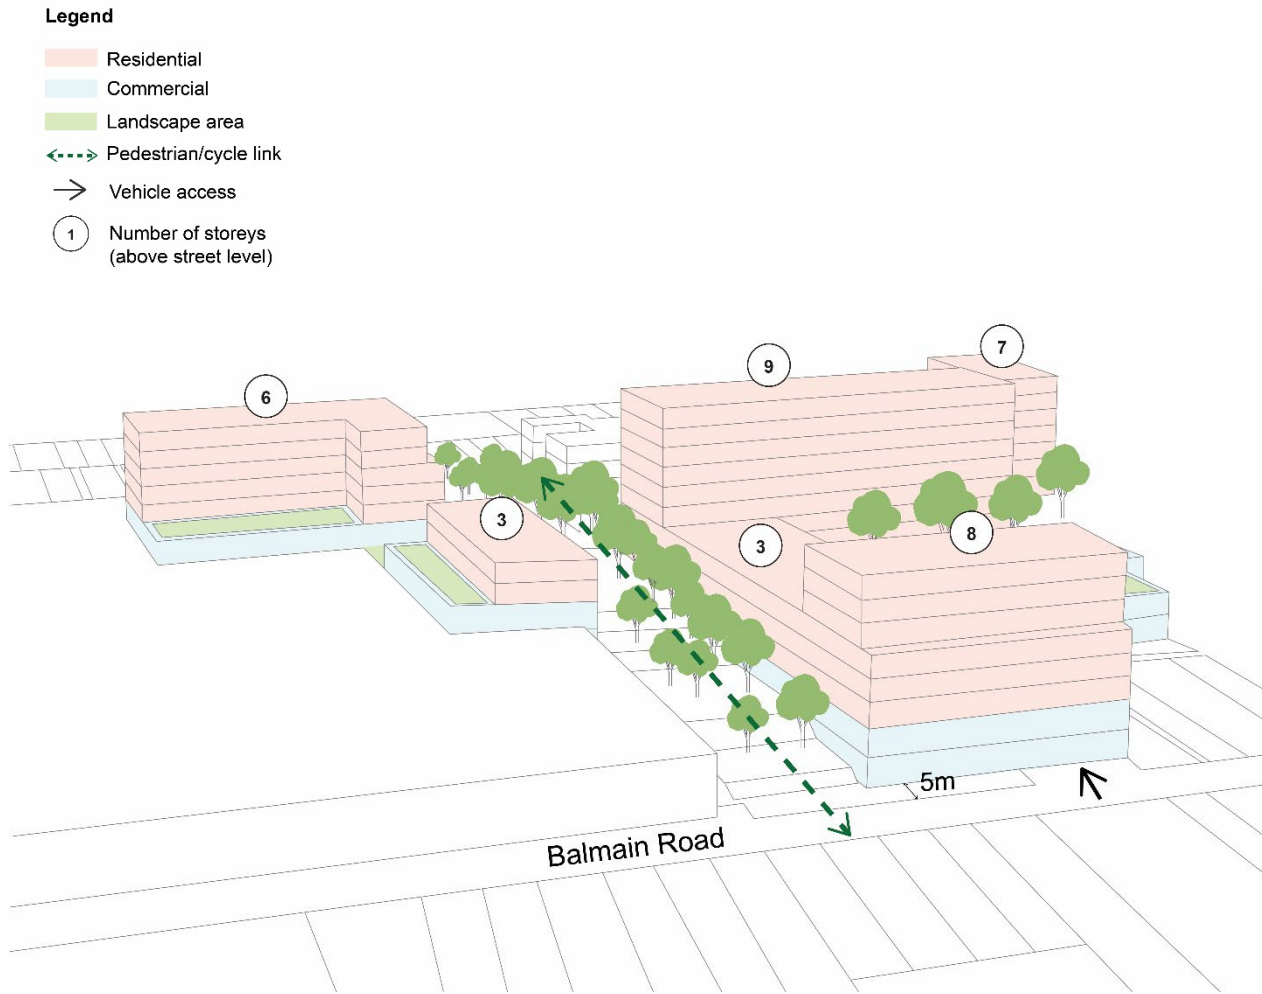 Legend
Residential
Commercial
Landscape area
Pedestrian/cycle link
Vehicle access
1
Number of storeys
(above street level)
7
9
6
3
8
3
5m
Balmain Road